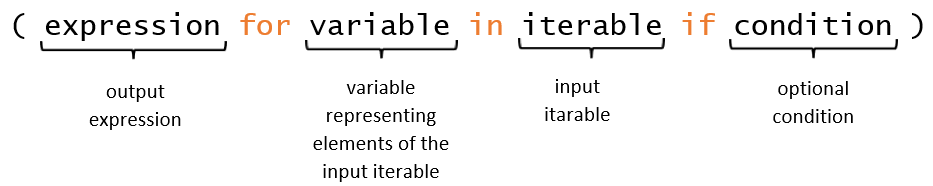 ( expression for variable in iterable if condition )
output
expression
variable
representing
elements of the
input iterable
input
itarable
optional
condition